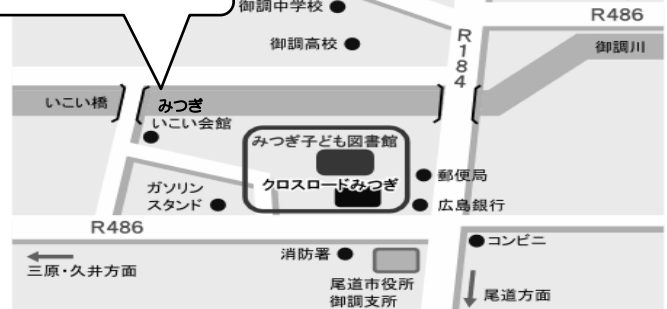 御調中学校
R486
御調高校
R184
御調川
いこい橋
みつぎ
いこい会館
みつぎ子ども図書館
クロスロードみつぎ
郵便局
ガソリン
スタンド
広島銀行
R486
コンビニ
消防署
三原・久井方面
尾道市役所
御調支所
尾道方面